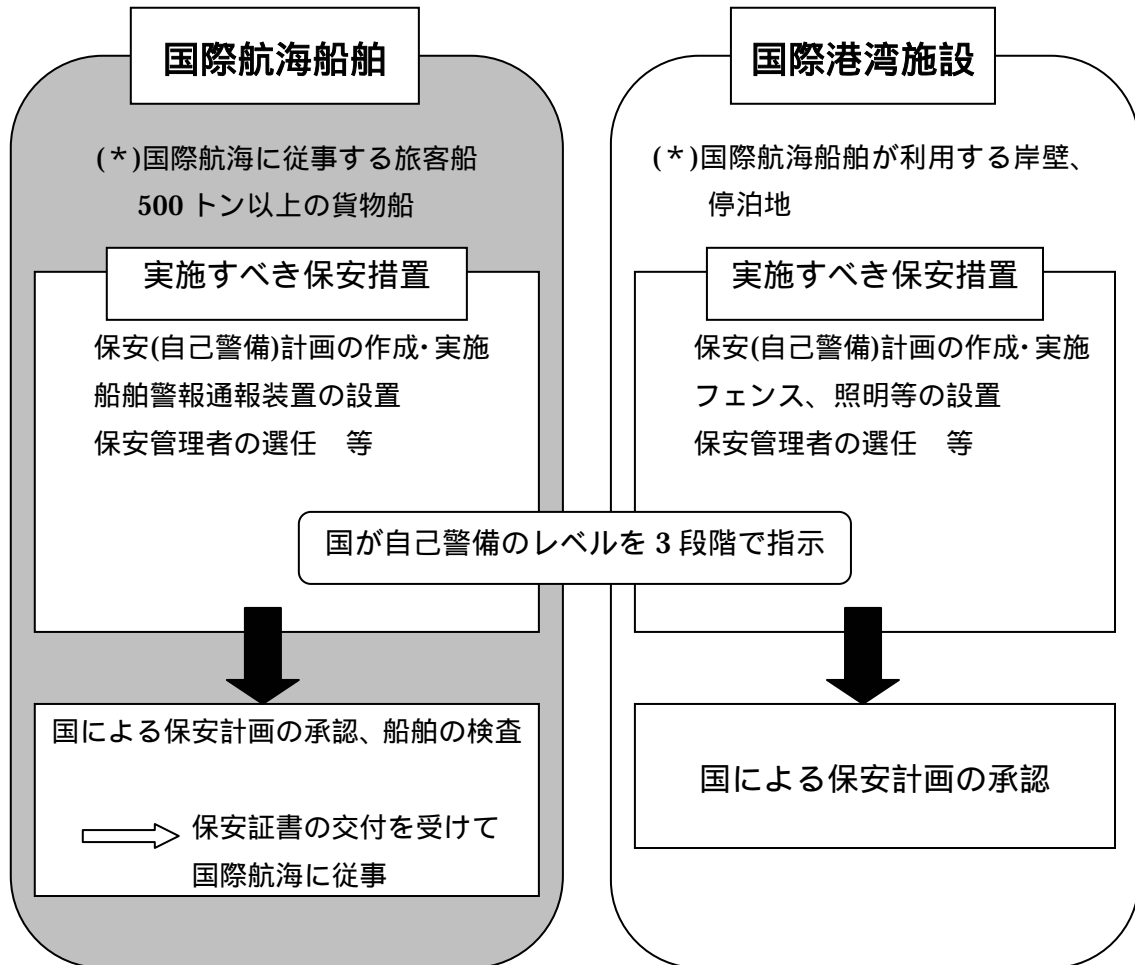 国際航海船舶
(*)国際航海に従事する旅客船
500 トン以上の貨物船
実施すべき保安措置
保安(自己警備)計画の作成･実施
船舶警報通報装置の設置
保安管理者の選任　等
国際港湾施設
(*)国際航海船舶が利用する岸壁、
停泊地
実施すべき保安措置
保安(自己警備)計画の作成･実施
フェンス、照明等の設置
保安管理者の選任　等
国が自己警備のレベルを 3 段階で指示
国による保安計画の承認、船舶の検査
保安証書の交付を受けて
国際航海に従事
国による保安計画の承認